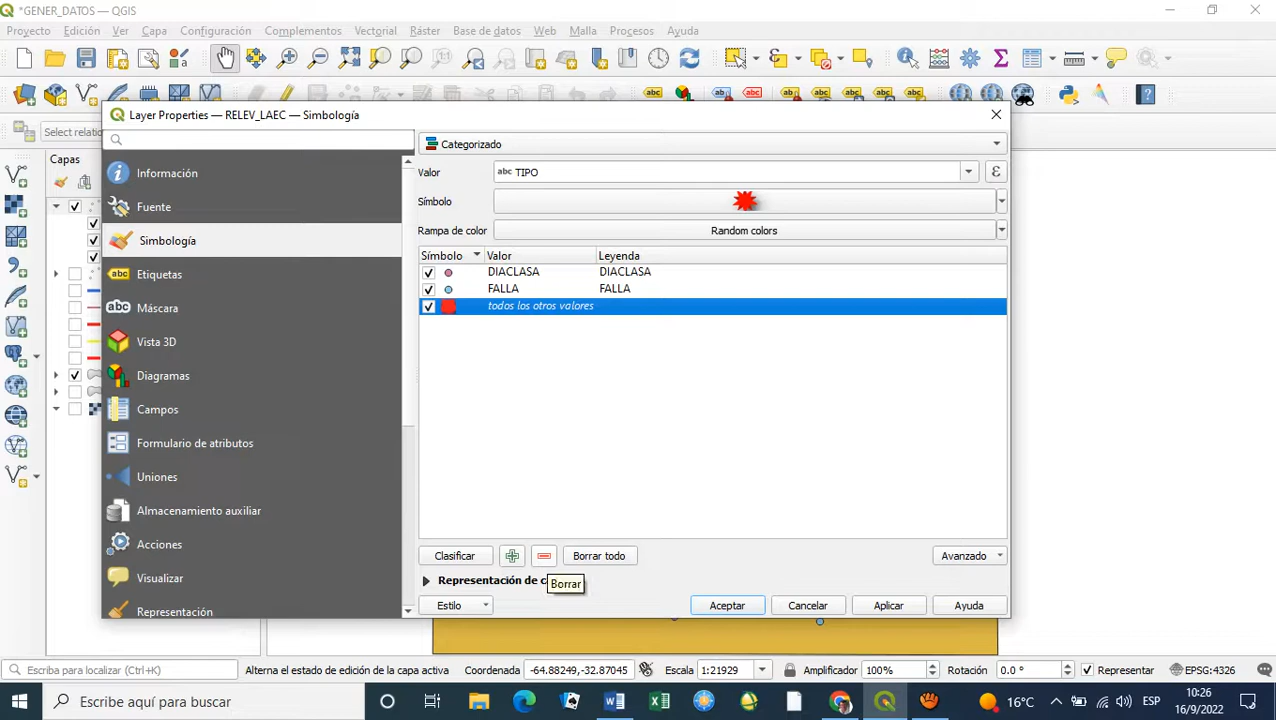 *GENER_DATOS — QGIS
Proyecto Edición Ver Capa Configuración Complementos Vectorial Ráster Base de datos Web Malla Procesos Ayuda
Layer Properties — RELEV_LAEC — Simbología
Select relatio
Capas
Información
Fuente
Simbología
abc Etiquetas
abc Máscara
Vista 3D
Diagramas
Campos
Formulario de atributos
Uniones
Almacenamiento auxiliar
Acciones
Visualizar
Representación
Categorizado
Valor abc TIPO ε
Símbolo
Rampa de color Random colors
Símbolo Valor Leyenda
DIACLASA DIACLASA
FALLA FALLA
todos los otros valores
Clasificar Borrar todo Avanzado
Representación de c
Borrar
Estilo Aceptar Cancelar Aplicar Ayuda
Escriba para localizar (Ctrl+K) Alterna el estado de edición de la capa activa Coordenada -64.88249,-32.87045 Escala 1:21929 Amplificador 100% Rotación 0.0 ° Representar EPSG:4326
Escribe aquí para buscar 16°C ESP 10:26
16/9/2022